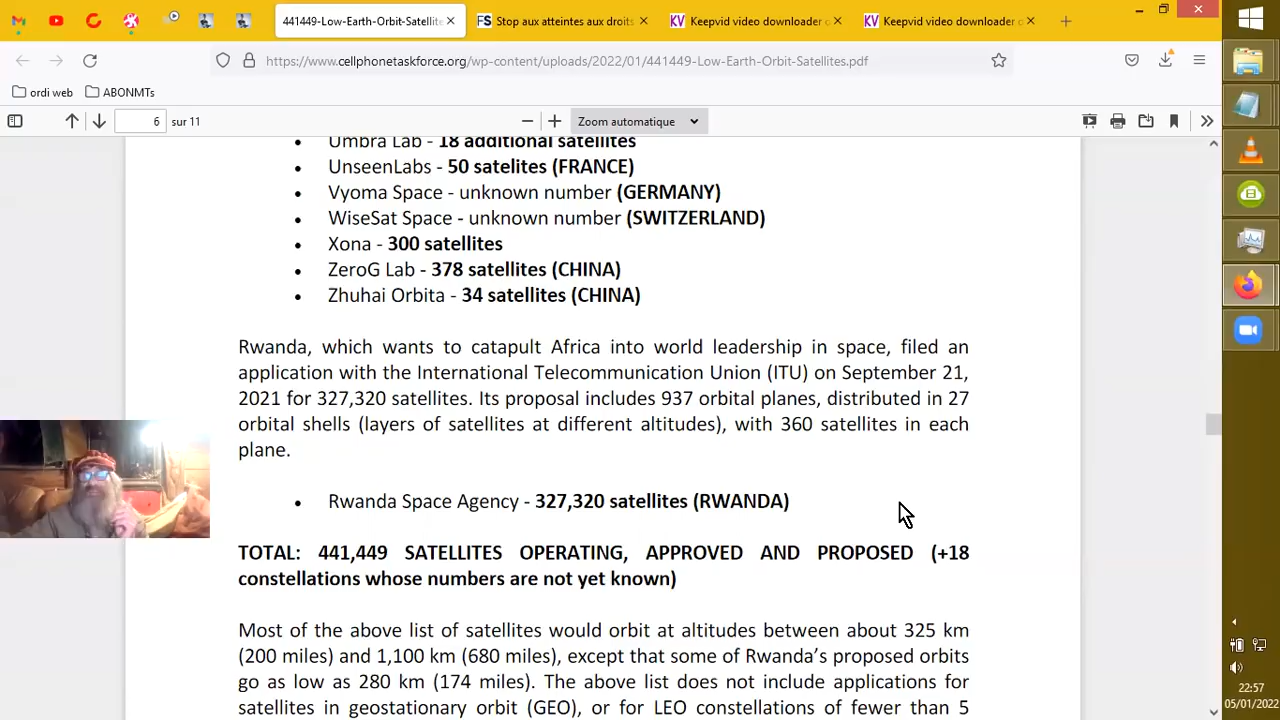 441449-Low-Earth-Orbit-Satellite
Stop aux atteintes aux droits
KV Keepvid video downloader o
KV Keepvid video downloader o
https://www.cellphonetaskforce.org/wp-content/uploads/2022/01/441449-Low-Earth-Orbit-Satellites.pdf
ordi web
ABONMTs
6 sur 11
Zoom automatique
• Umbra Lab - 18 additional satellites
• UnseenLabs - 50 satelites (FRANCE)
• Vyoma Space - unknown number (GERMANY)
• WiseSat Space - unknown number (SWITZERLAND)
• Xona - 300 satellites
• ZeroG Lab - 378 satellites (CHINA)
• Zhuhai Orbita - 34 satellites (CHINA)
Rwanda, which wants to catapult Africa into world leadership in space, filed an
application with the International Telecommunication Union (ITU) on September 21,
2021 for 327,320 satellites. Its proposal includes 937 orbital planes, distributed in 27
orbital shells (layers of satellites at different altitudes), with 360 satellites in each
plane.
• Rwanda Space Agency - 327,320 satellites (RWANDA)
TOTAL: 441,449 SATELLITES OPERATING, APPROVED AND PROPOSED (+18
constellations whose numbers are not yet known)
Most of the above list of satellites would orbit at altitudes between about 325 km
(200 miles) and 1,100 km (680 miles), except that some of Rwanda's proposed orbits
go as low as 280 km (174 miles). The above list does not include applications for
satellites in geostationary orbit (GEO), or for LEO constellations of fewer than 5
22:57
05/01/2022